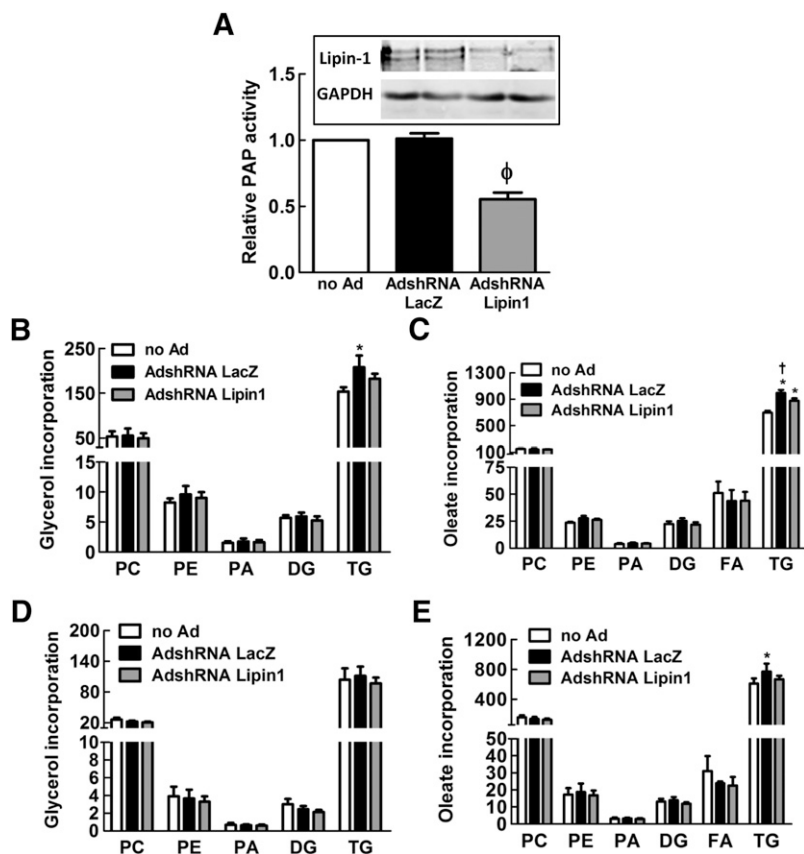 A
Lipin-1
GAPDH
Relative PAP activity
1.5
1.0
0.5
0.0
ϕ
no Ad
AdshRNA LacZ
AdshRNA Lipin1
B
Glycerol incorporation
no Ad
AdshRNA LacZ
AdshRNA Lipin1
250
150
50
15
10
5
0
*
PC PE PA DG TG
C
Oleate incorporation
no Ad
AdshRNA LacZ
AdshRNA Lipin1
1300
900
500
100
75
50
25
0
†
* *
PC PE PA DG FA TG
D
Glycerol incorporation
no Ad
AdshRNA LacZ
AdshRNA Lipin1
200
140
80
20
8
6
4
2
0
PC PE PA DG TG
E
Oleate incorporation
no Ad
AdshRNA LacZ
AdshRNA Lipin1
1200
800
400
50
40
30
20
10
0
*
PC PE PA DG FA TG